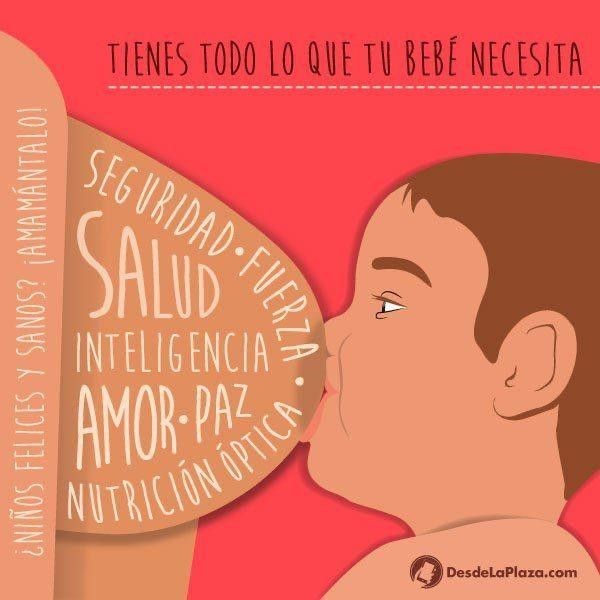 TIENES TODO LO QUE TU BEBÉ NECESITA
¿NIÑOS FELICES Y SANOS? ¡AMAMÁNTALO!
SEGURIDAD • FUERZA •
SALUD
INTELIGENCIA
AMOR • PAZ
NUTRICIÓN ÓPTICA
DesdeLaPlaza.com